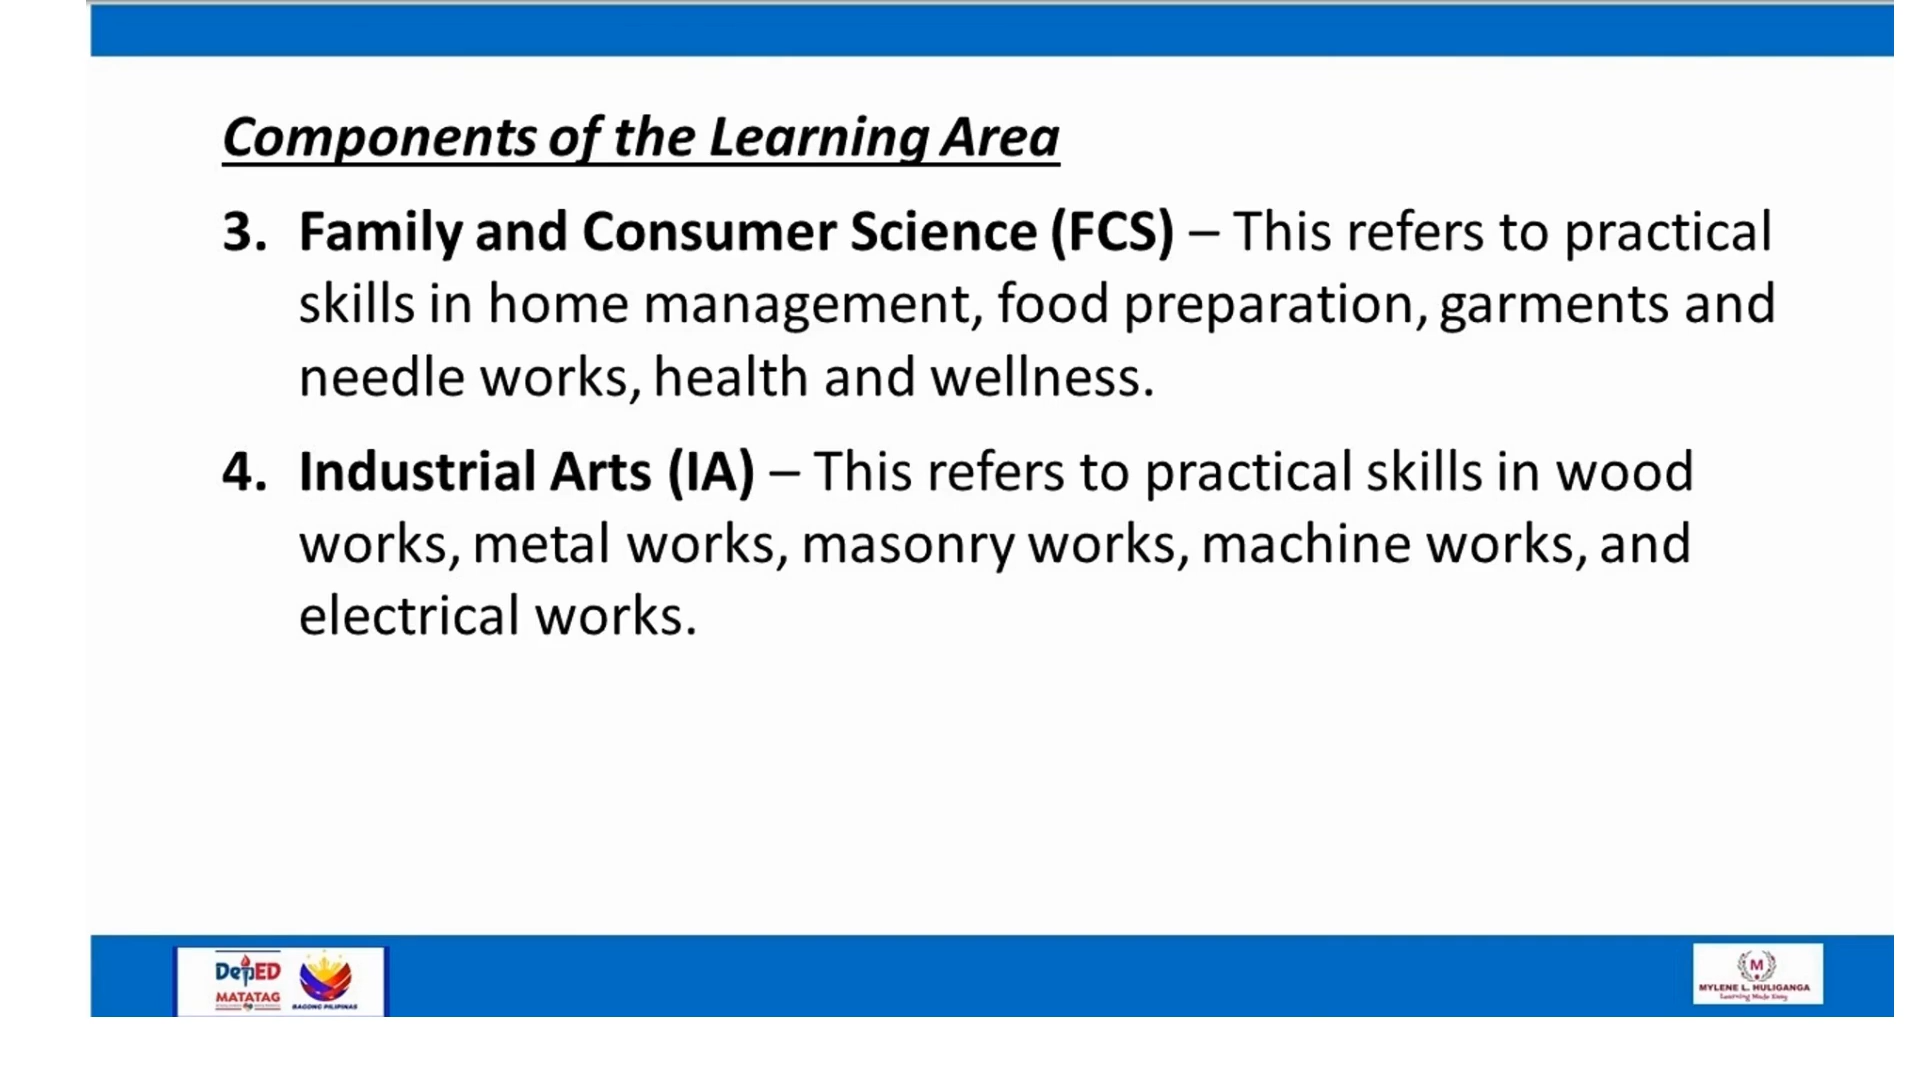 Components of the Learning Area
3. Family and Consumer Science (FCS) – This refers to practical
skills in home management, food preparation, garments and
needle works, health and wellness.
4. Industrial Arts (IA) – This refers to practical skills in wood
works, metal works, masonry works, machine works, and
electrical works.
DepED
MATATAG
BAGONG PILIPINAS
M
MYLENE L. HULIGANGA
Learning Made Easy